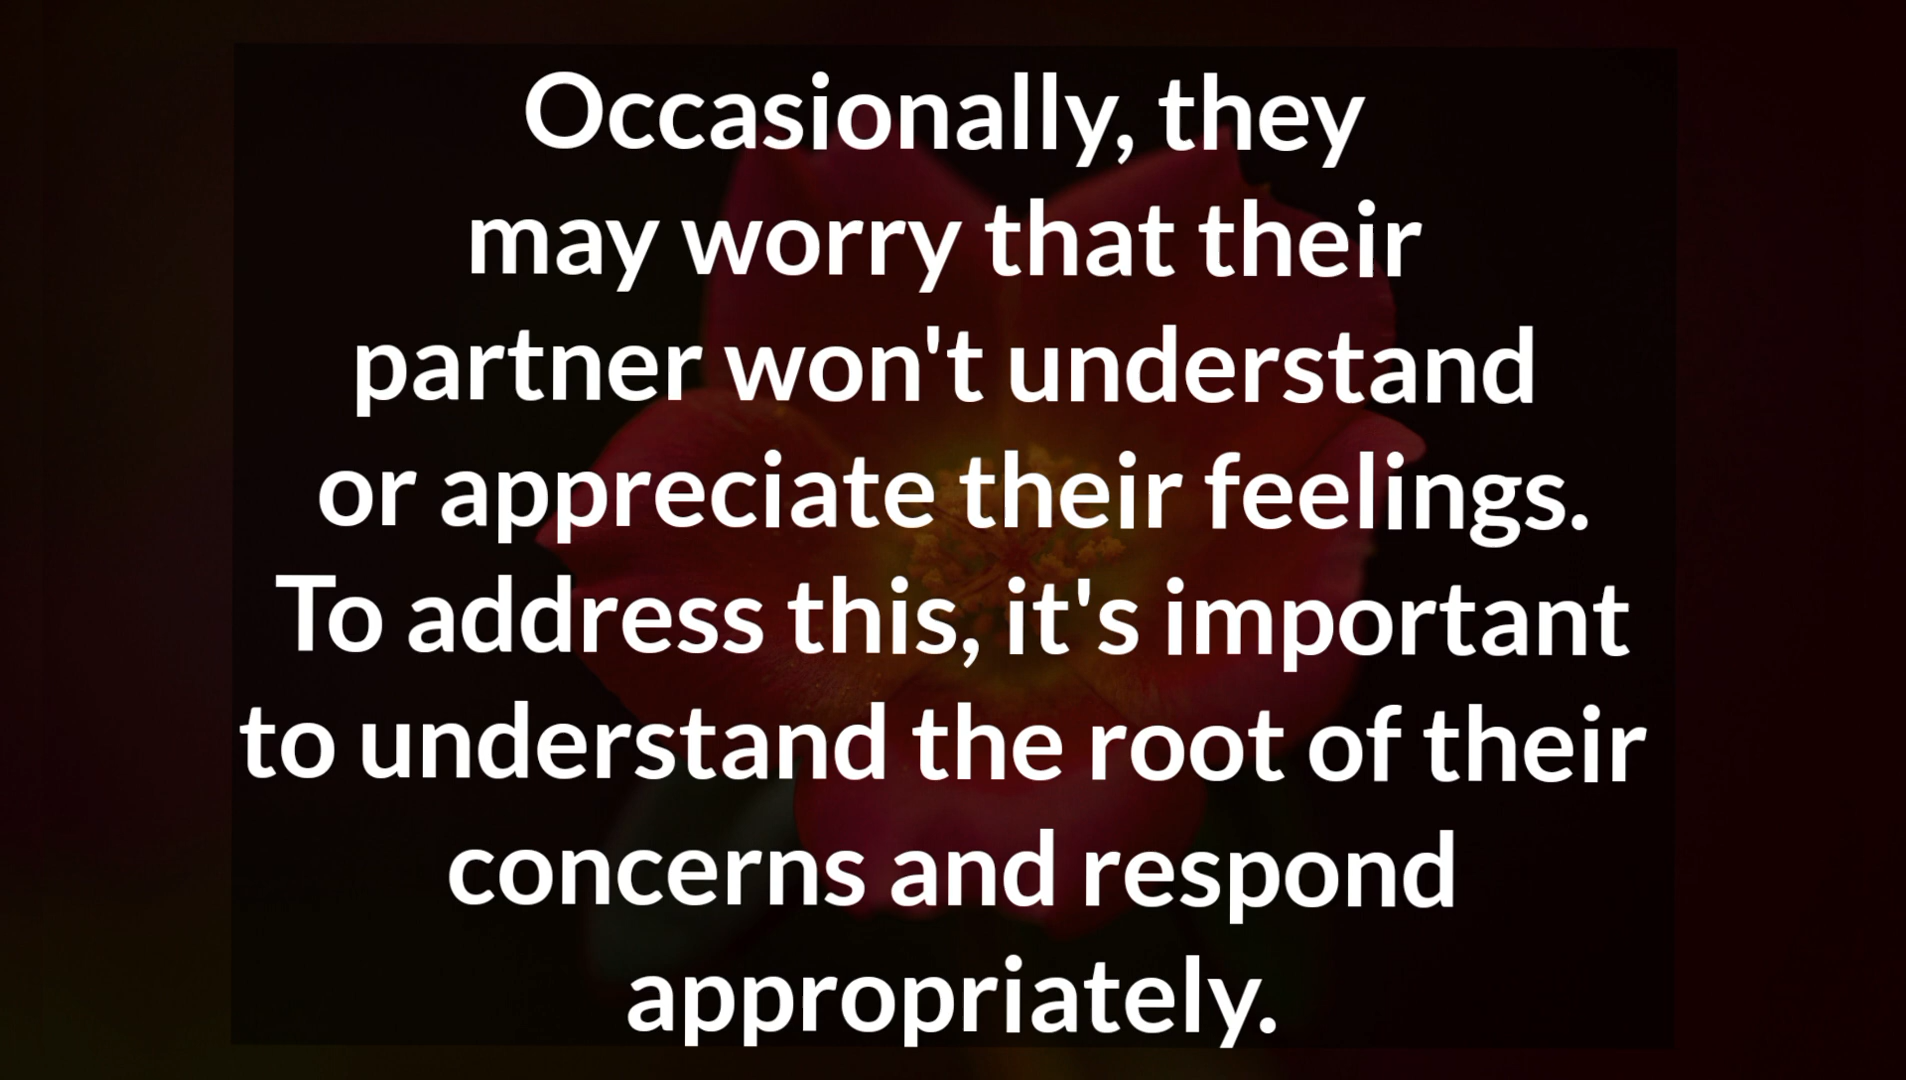 Occasionally, they
may worry that their
partner won't understand
or appreciate their feelings.
To address this, it's important
to understand the root of their
concerns and respond
appropriately.